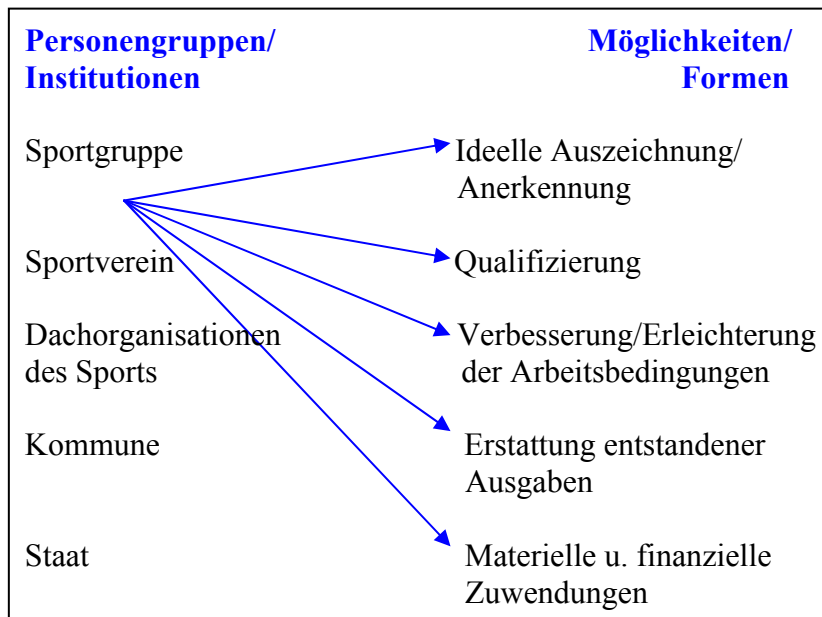 Personengruppen/
Institutionen
Möglichkeiten/
Formen
Sportgruppe
Ideelle Auszeichnung/
Anerkennung
Sportverein
Qualifizierung
Dachorganisationen
des Sports
Verbesserung/Erleichterung
der Arbeitsbedingungen
Kommune
Erstattung entstandener
Ausgaben
Staat
Materielle u. finanzielle
Zuwendungen